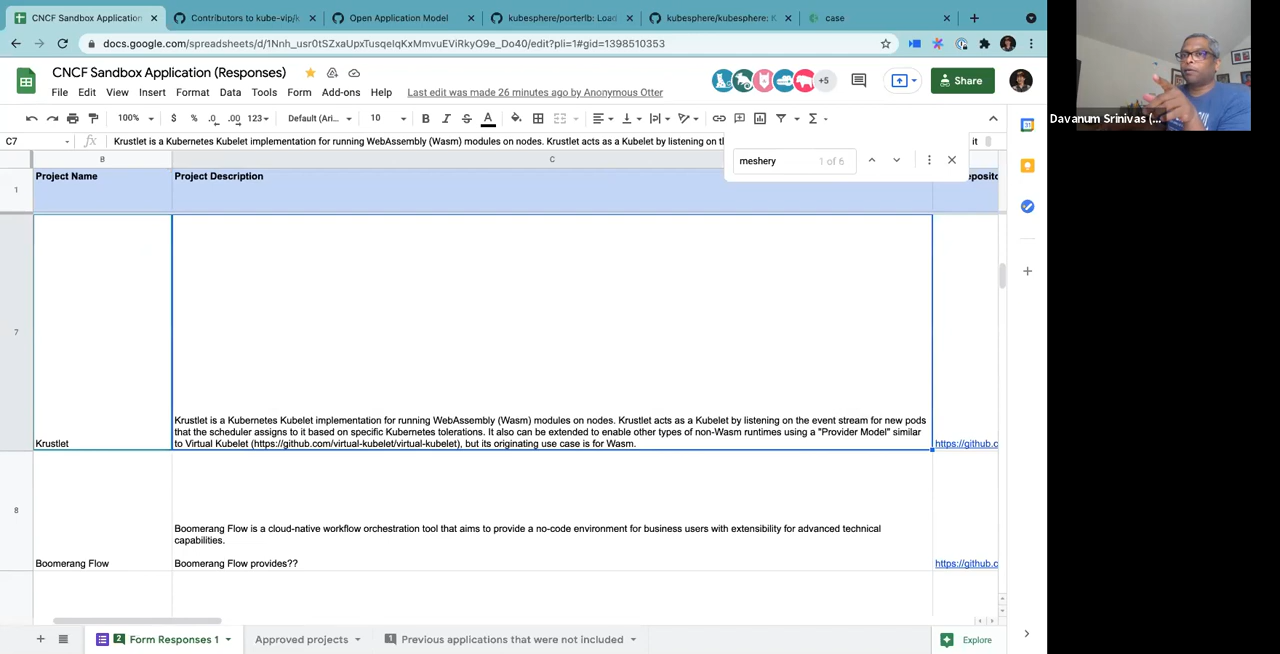 CNCF Sandbox Application
Contributors to kube-vip/k
Open Application Model
kubesphere/porterlb: Load
kubesphere/kubesphere: K
case
docs.google.com/spreadsheets/d/1Nnh_usr0tSZxaUpxTusqeIqKxMmvuEViRkyO9e_Do40/edit?pli=1#gid=1398510353
CNCF Sandbox Application (Responses)
+5
Share
File Edit View Insert Format Data Tools Form Add-ons Help Last edit was made 26 minutes ago by Anonymous Otter
Davanum Srinivas (...
100% $ % .0 .00 123 Default (Ari... 10 B I S A
C7 fx Krustlet is a Kubernetes Kubelet implementation for running WebAssembly (Wasm) modules on nodes. Krustlet acts as a Kubelet by listening on tl it
meshery 1 of 6
B C
1 Project Name Project Description eposito
7
Krustlet is a Kubernetes Kubelet implementation for running WebAssembly (Wasm) modules on nodes. Krustlet acts as a Kubelet by listening on the event stream for new pods
that the scheduler assigns to it based on specific Kubernetes tolerations. It also can be extended to enable other types of non-Wasm runtimes using a "Provider Model" similar
Krustlet to Virtual Kubelet (https://github.com/virtual-kubelet/virtual-kubelet), but its originating use case is for Wasm. https://github.c
8
Boomerang Flow is a cloud-native workflow orchestration tool that aims to provide a no-code environment for business users with extensibility for advanced technical
capabilities.
Boomerang Flow Boomerang Flow provides?? https://github.c
2 Form Responses 1 Approved projects 1 Previous applications that were not included Explore